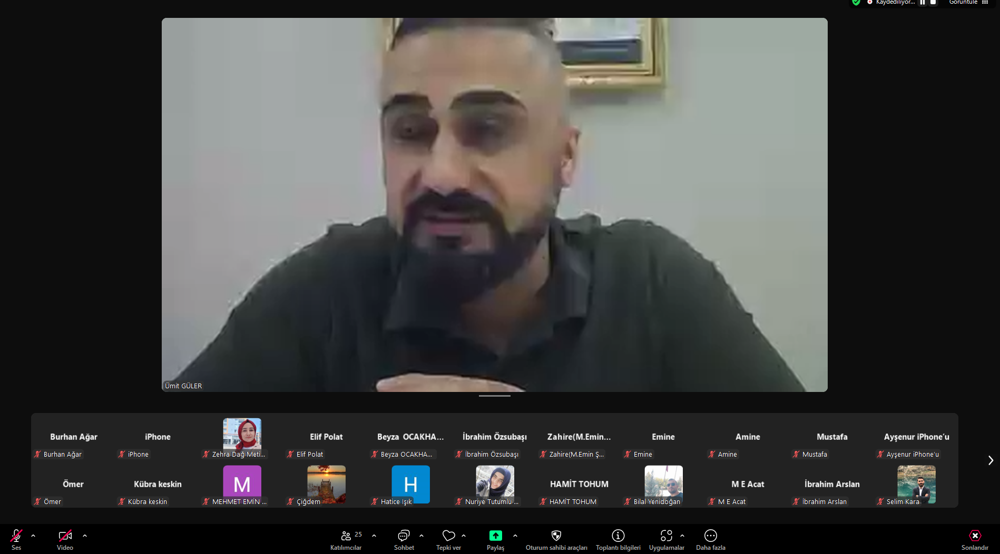 Kaydediliyor... Görüntüle
Ümit GÜLER
Burhan Ağar iPhone Elif Polat Beyza OCAKHA... İbrahim Özsubaşı Zahire(M.Emin... Emine Amine Mustafa Ayşenur iPhone'u
Burhan Ağar iPhone Zehra Dağ Meti... Elif Polat Beyza OCAKHA... İbrahim Özsubaşı Zahire(M.Emin Ş... Emine Amine Mustafa Ayşenur iPhone'u
Ömer Kübra keskin M H HAMİT TOHUM M E Acat İbrahim Arslan
Ömer Kübra keskin MEHMET EMİN ... Çiğdem Hatice Işık Nuriye Tutumlu ... HAMİT TOHUM Bilal Yenidoğan M E Acat İbrahim Arslan Selim Kara
25
Ses Video Katılımcılar Sohbet Tepki ver Paylaş Oturum sahibi araçları Toplantı bilgileri Uygulamalar Daha fazla Sonlandır